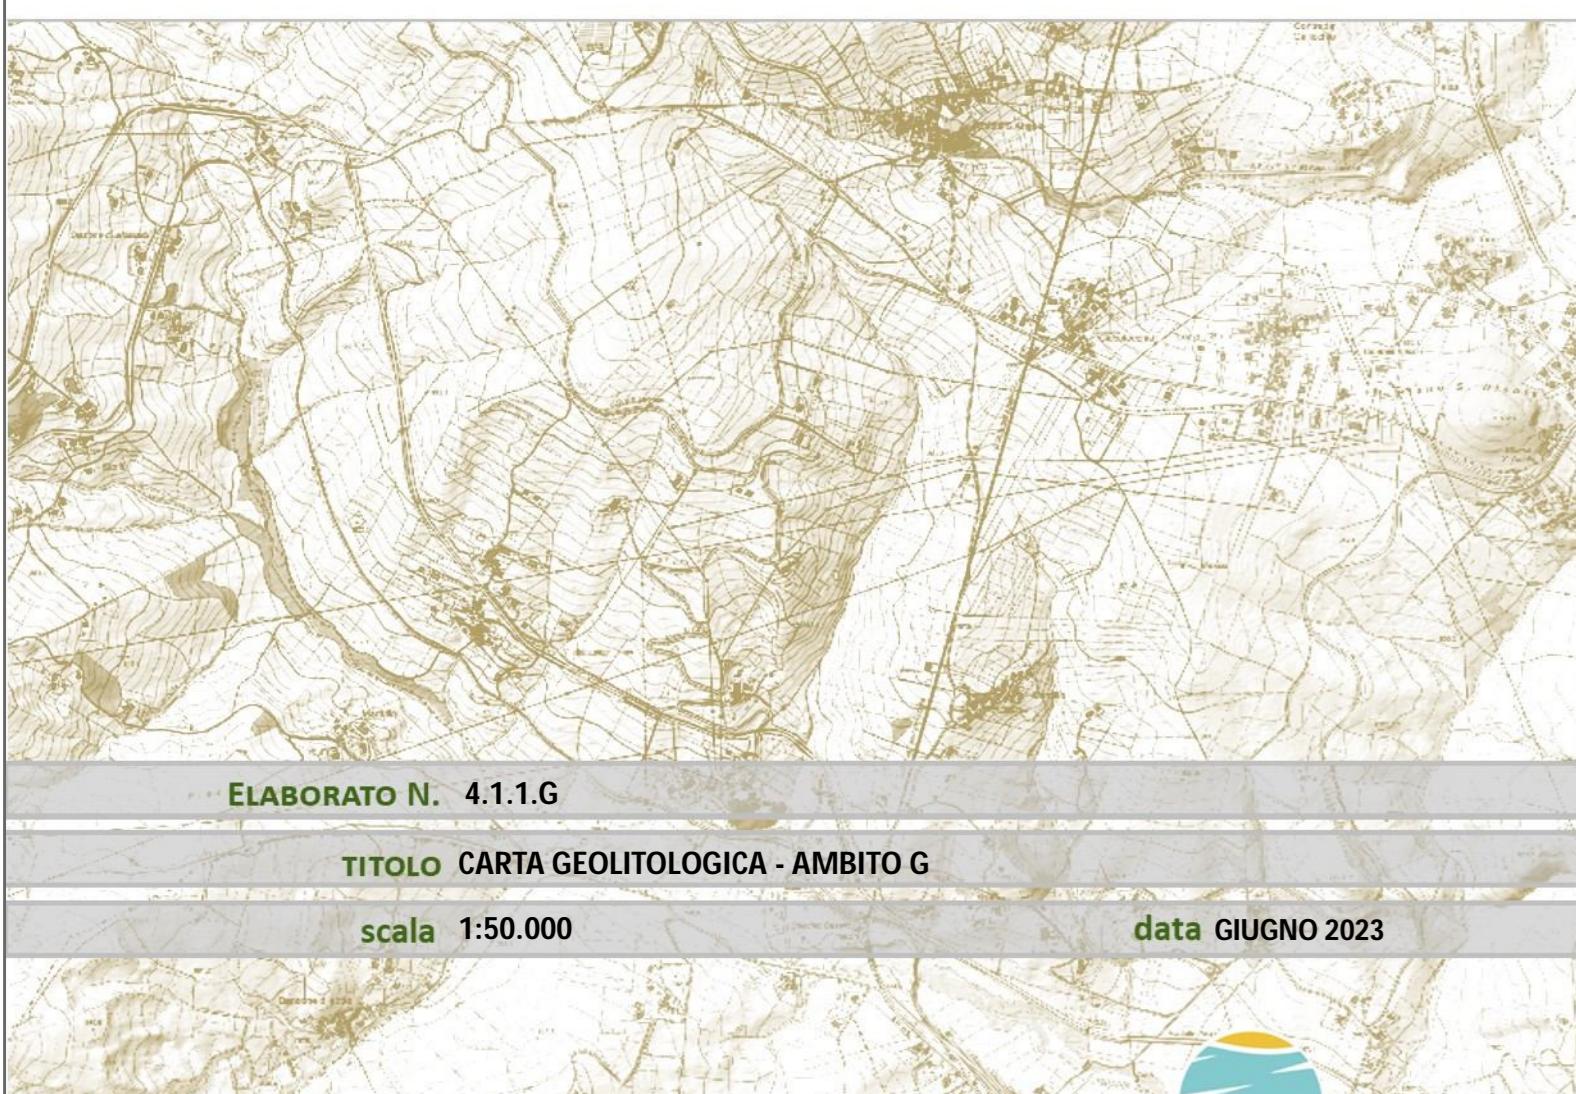 ELABORATO N. 4.1.1.G
TITOLO CARTA GEOLITOLOGICA - AMBITO G
scala 1:50.000 data GIUGNO 2023